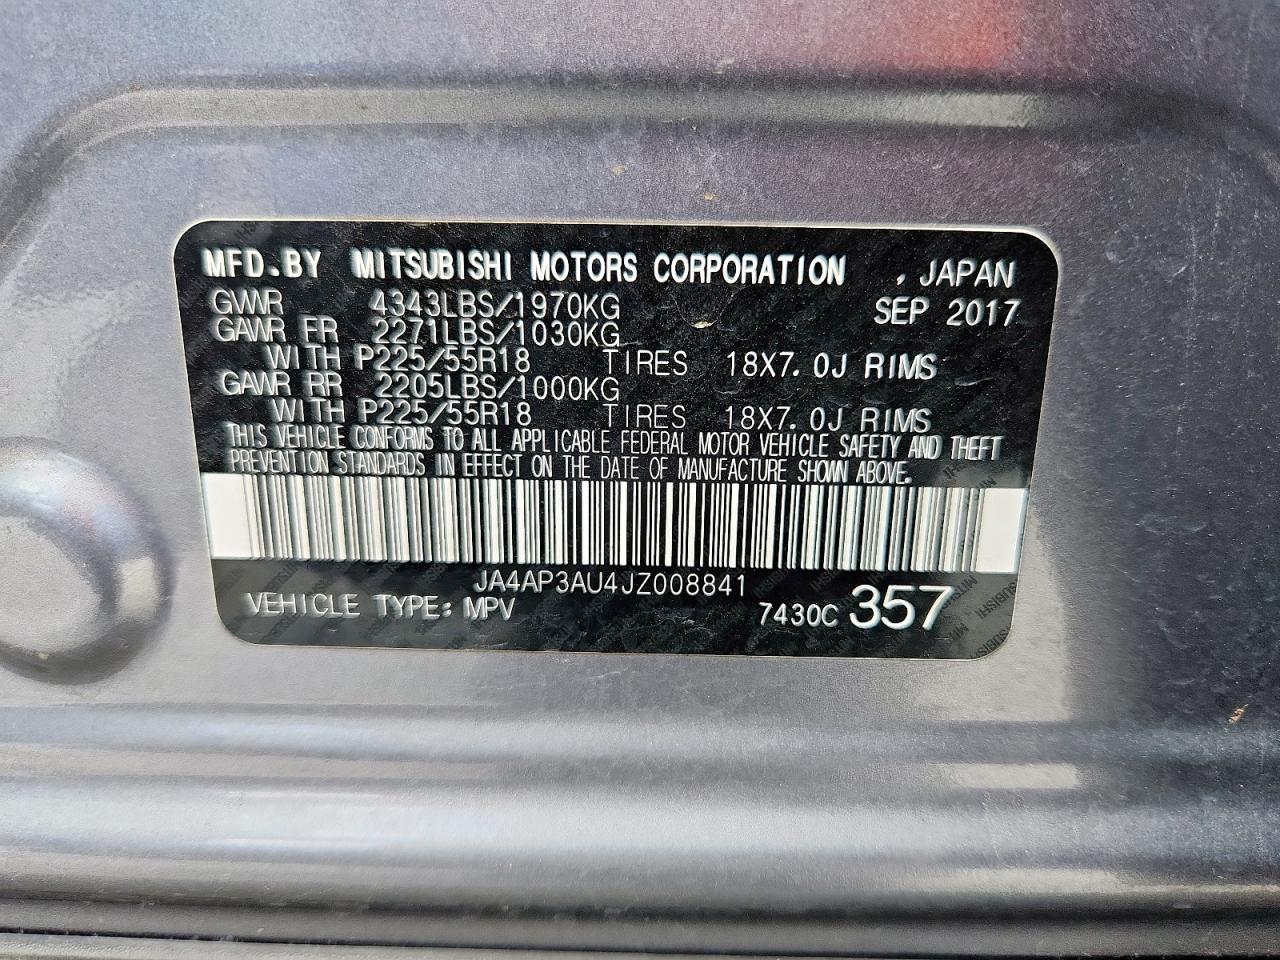 MFD.BY MITSUBISHI MOTORS CORPORATION , JAPAN
GVWR 4343LBS/1970KG SEP 2017
GAWR FR 2271LBS/1030KG
WITH P225/55R18 TIRES 18X7.0J RIMS
GAWR RR 2205LBS/1000KG
WITH P225/55R18 TIRES 18X7.0J RIMS
THIS VEHICLE CONFORMS TO ALL APPLICABLE FEDERAL MOTOR VEHICLE SAFETY AND THEFT
PREVENTION STANDARDS IN EFFECT ON THE DATE OF MANUFACTURE SHOWN ABOVE.
JA4AP3AU4JZ008841
VEHICLE TYPE: MPV 7430C 357